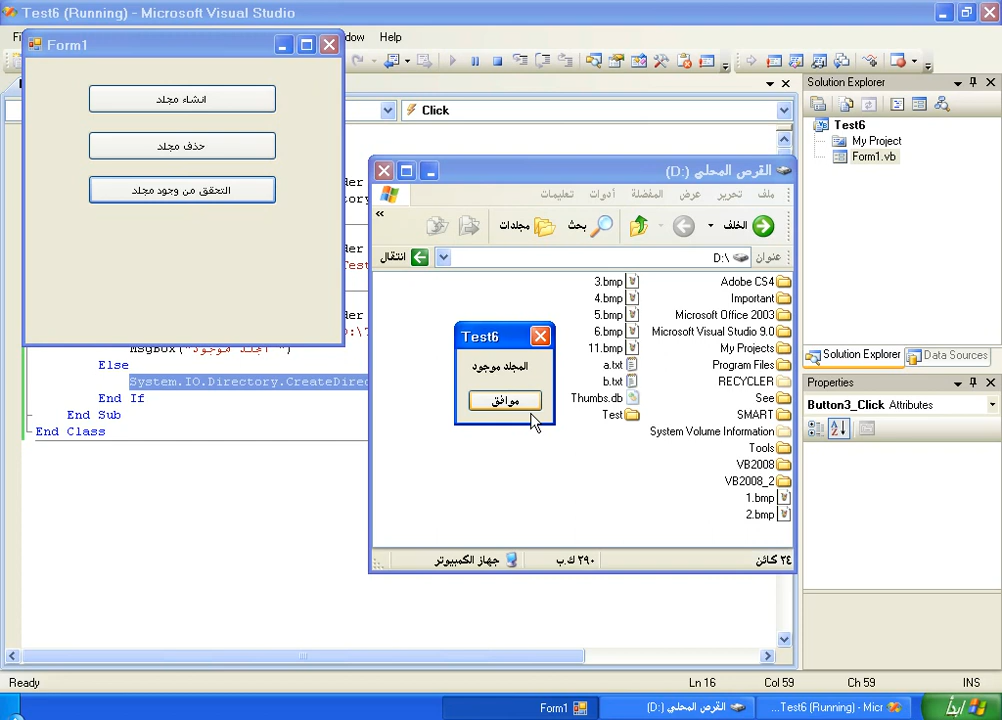 Test6 (Running) - Microsoft Visual Studio
Form1
Help
انشاء مجلد
حذف مجلد
التحقق من وجود مجلد
Click
Else
System.IO.Directory.CreateDirec
End If
End Sub
End Class
القرص المحلي (D:)
ملف
تحرير
عرض
المفضلة
أدوات
تعليمات
الخلف
بحث
مجلدات
عنوان
D:\
انتقال
Adobe CS4
Important
Microsoft Office 2003
Microsoft Visual Studio 9.0
My Projects
Program Files
RECYCLER
See
SMART
System Volume Information
Tools
VB2008
VB2008_2
1.bmp
2.bmp
3.bmp
4.bmp
5.bmp
6.bmp
11.bmp
a.txt
b.txt
Thumbs.db
Test
Test6
المجلد موجود
موافق
٢٤ كائن
٢٩٠ ك.ب
جهاز الكمبيوتر
Solution Explorer
Test6
My Project
Form1.vb
Solution Explorer
Data Sources
Properties
Button3_Click Attributes
Ready
Ln 16
Col 59
Ch 59
INS
Form1
القرص المحلي (D:)
Test6 (Running) - Micr...
ابدأ